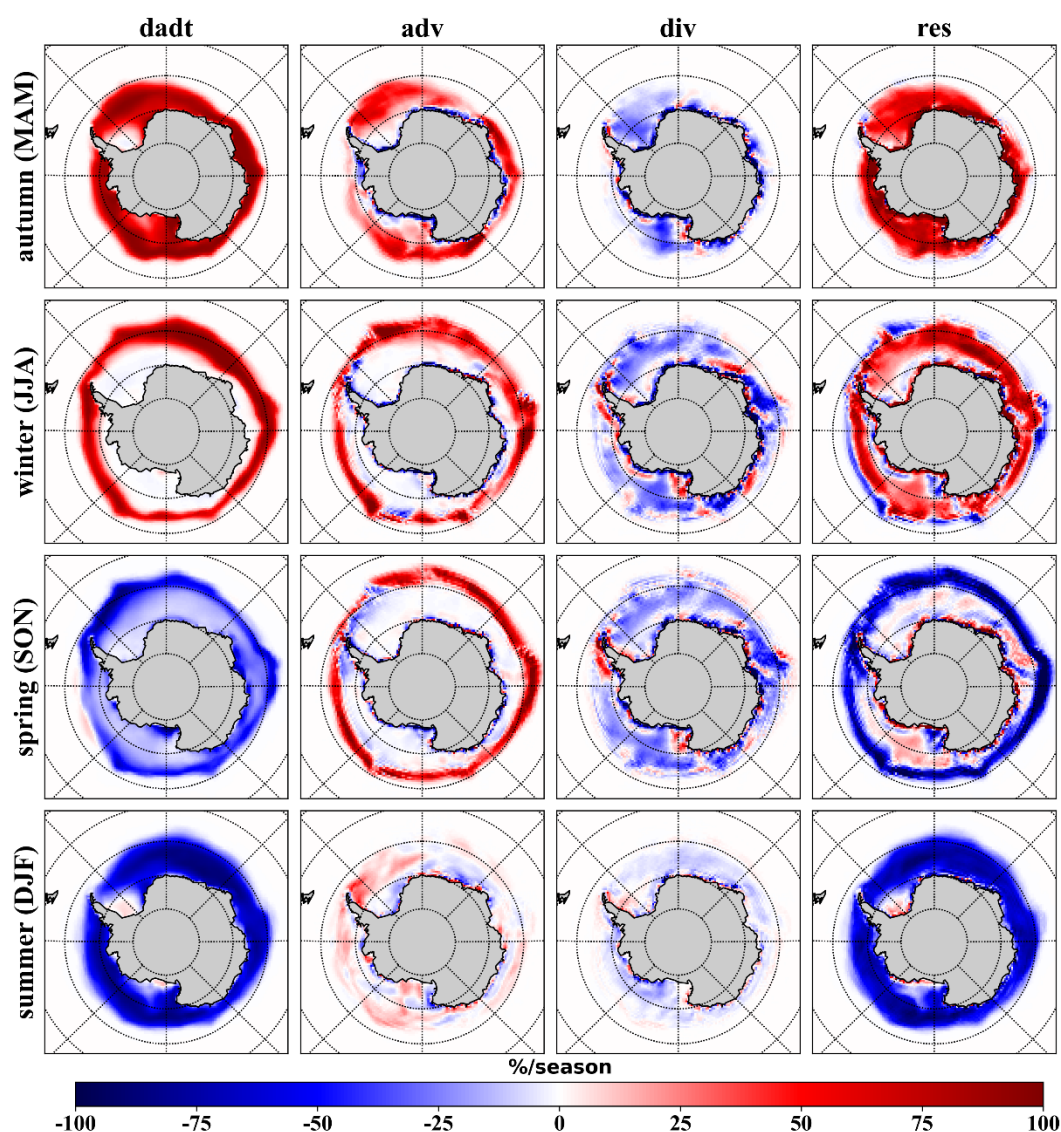 dadt adv div res
autumn (MAM)
winter (JJA)
spring (SON)
summer (DJF)
%/season
-100 -75 -50 -25 0 25 50 75 100